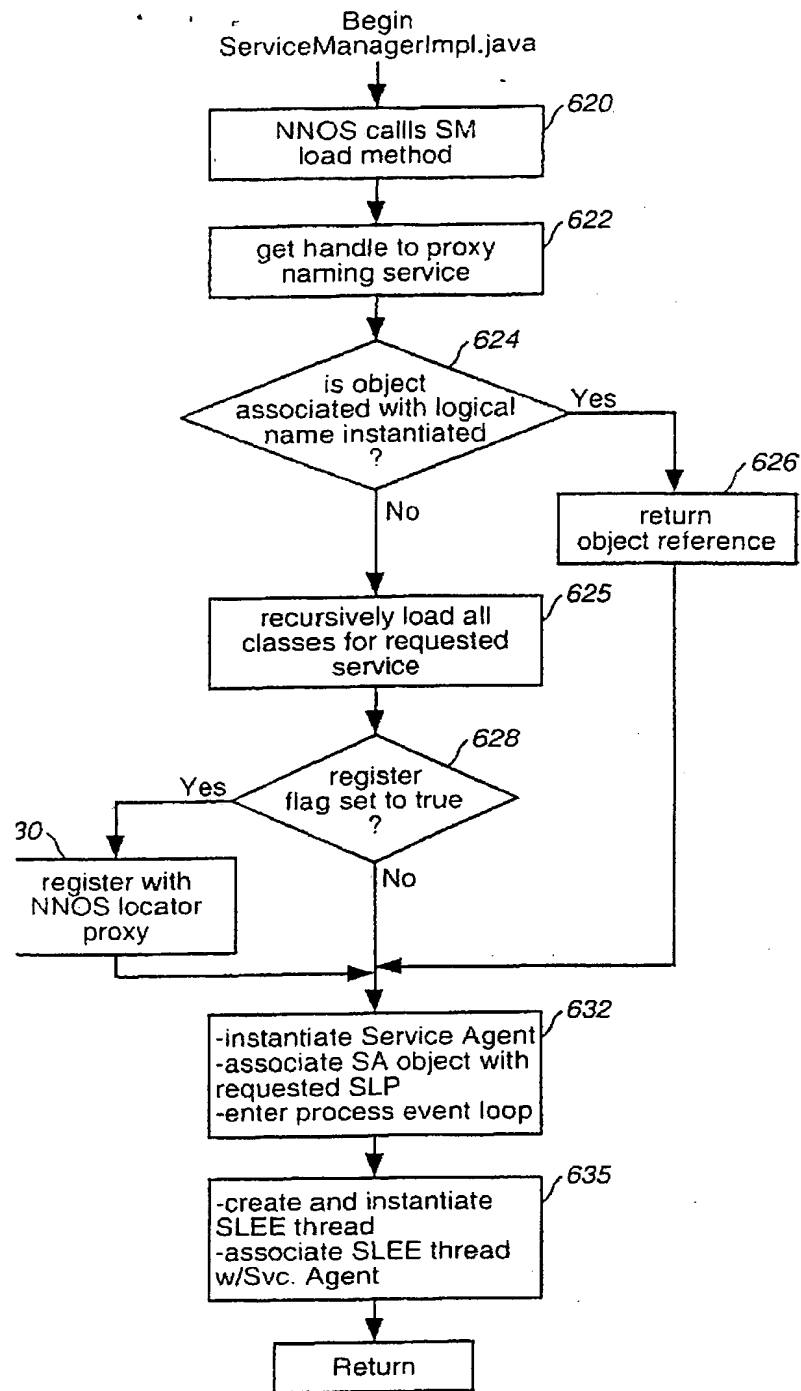 Begin
ServiceManagerImpl.java
620
NNOS callls SM
load method
622
get handle to proxy
naming service
624
is object
associated with logical
name instantiated
?
Yes
626
return
object reference
No
625
recursively load all
classes for requested
service
628
register
flag set to true
?
Yes
30
register with
NNOS locator
proxy
No
632
-instantiate Service Agent
-associate SA object with
requested SLP
-enter process event loop
635
-create and instantiate
SLEE thread
-associate SLEE thread
w/Svc. Agent
Return